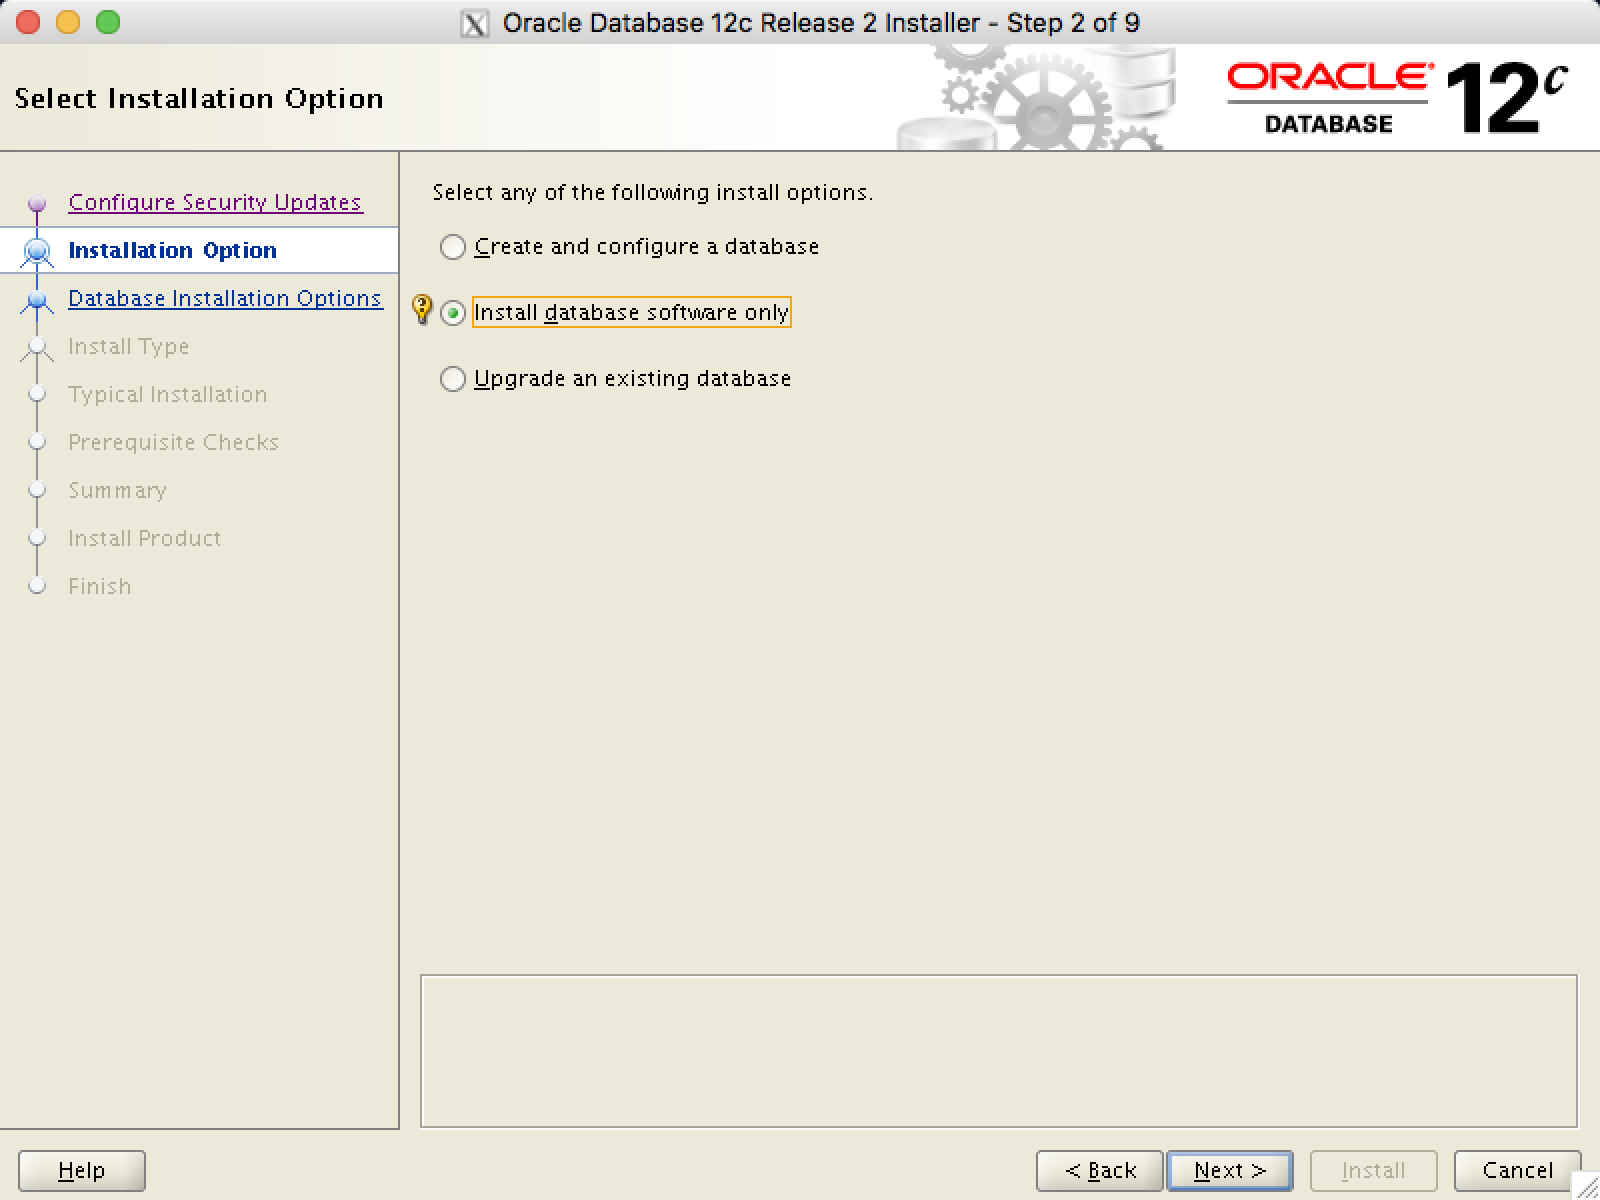 Oracle Database 12c Release 2 Installer - Step 2 of 9
Select Installation Option
ORACLE
DATABASE
12c
Configure Security Updates
Installation Option
Database Installation Options
Install Type
Typical Installation
Prerequisite Checks
Summary
Install Product
Finish
Select any of the following install options.
Create and configure a database
Install database software only
Upgrade an existing database
Help
< Back
Next >
Install
Cancel